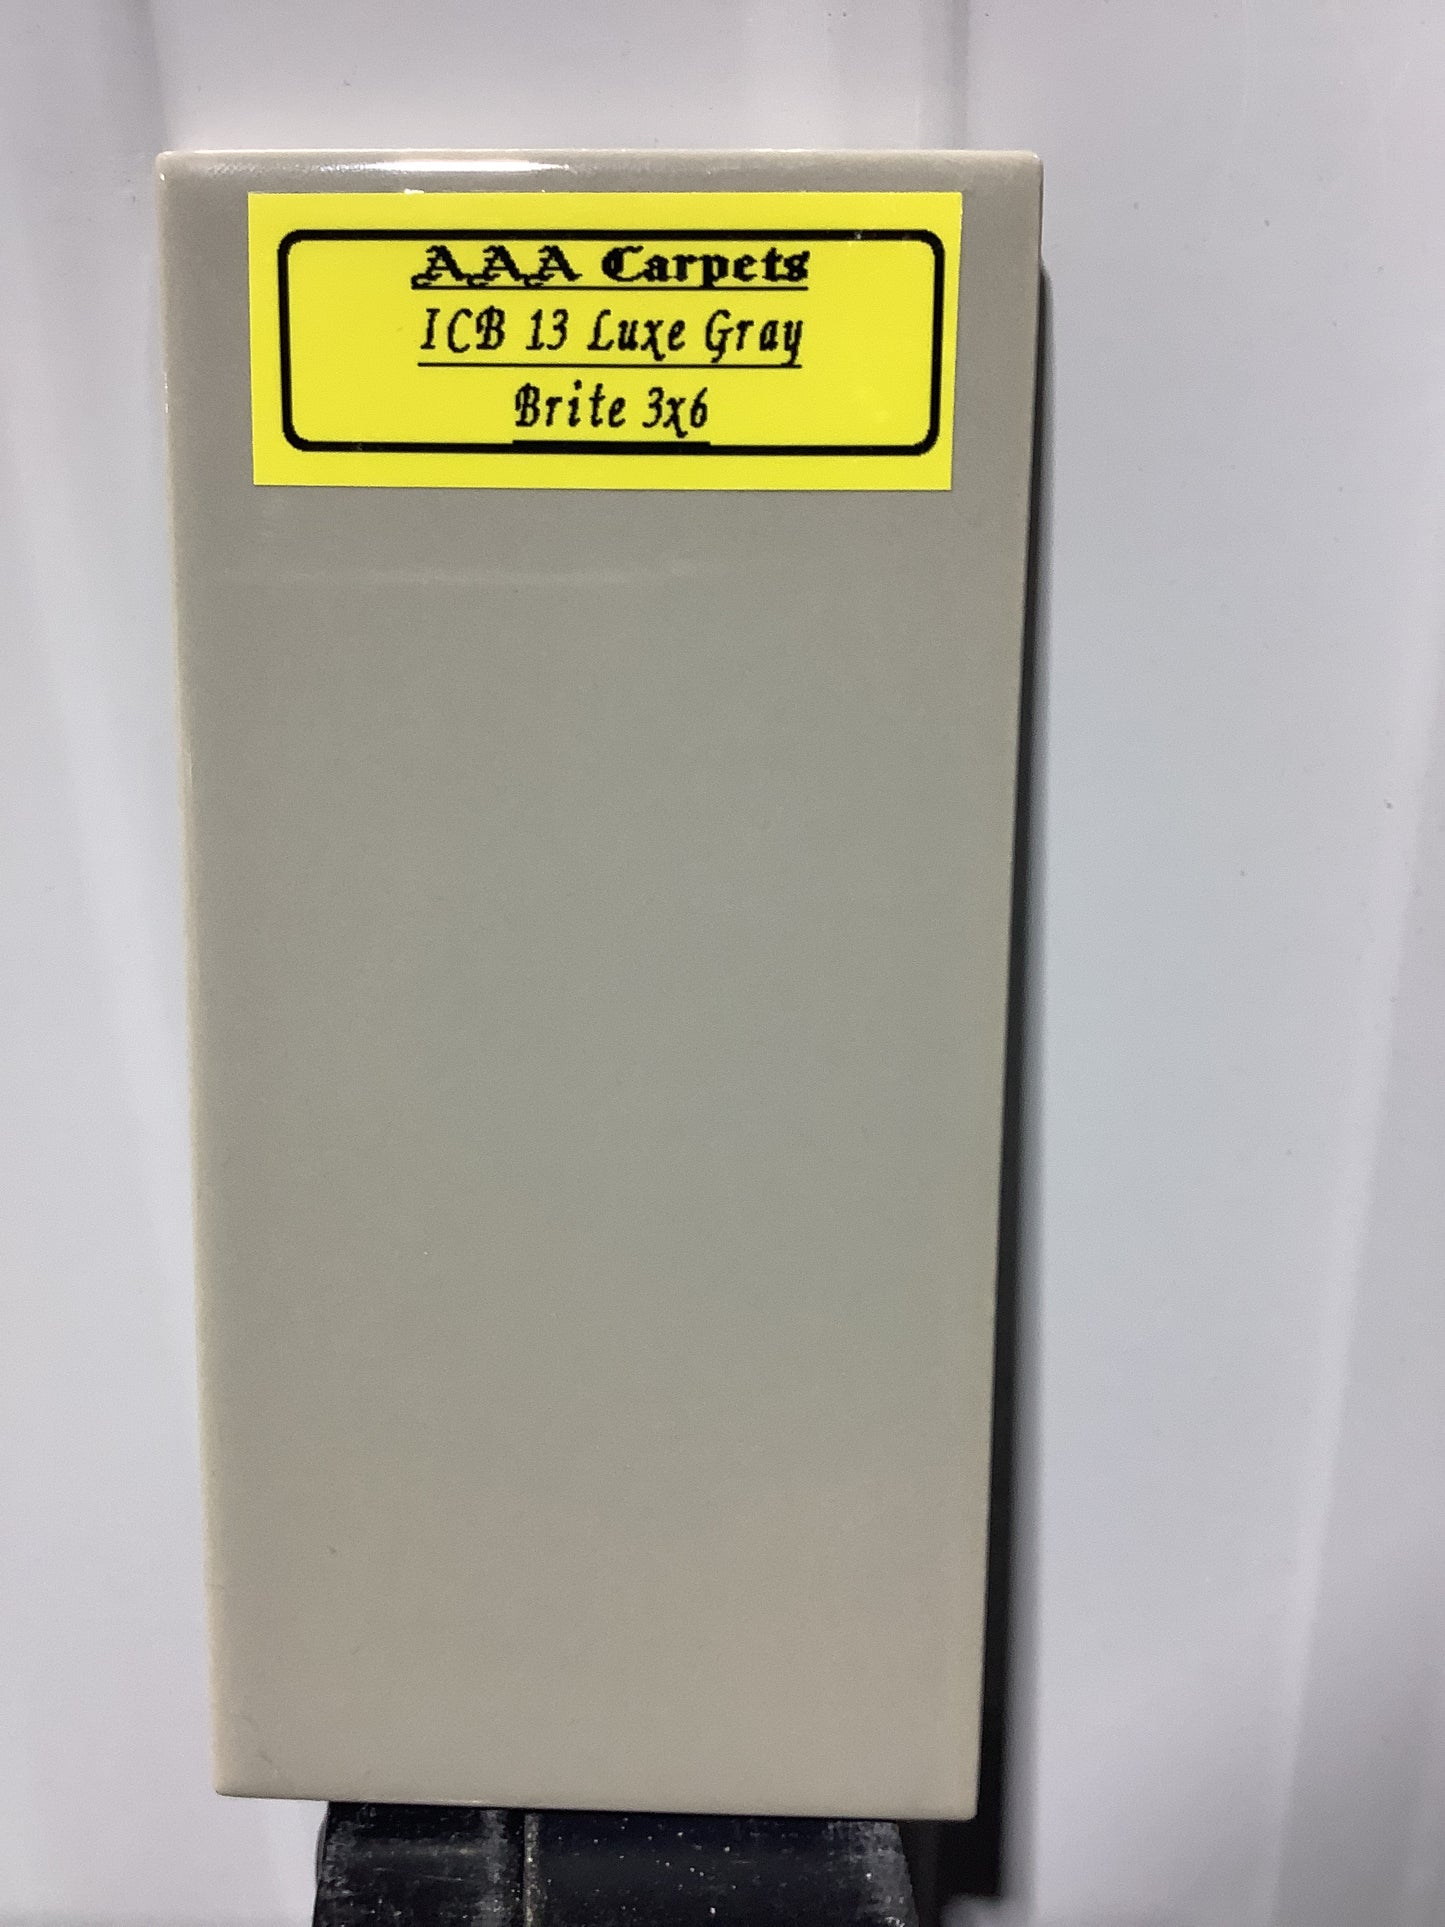 AAA Carpets
ICB 13 Luxe Gray
Brite 3x6